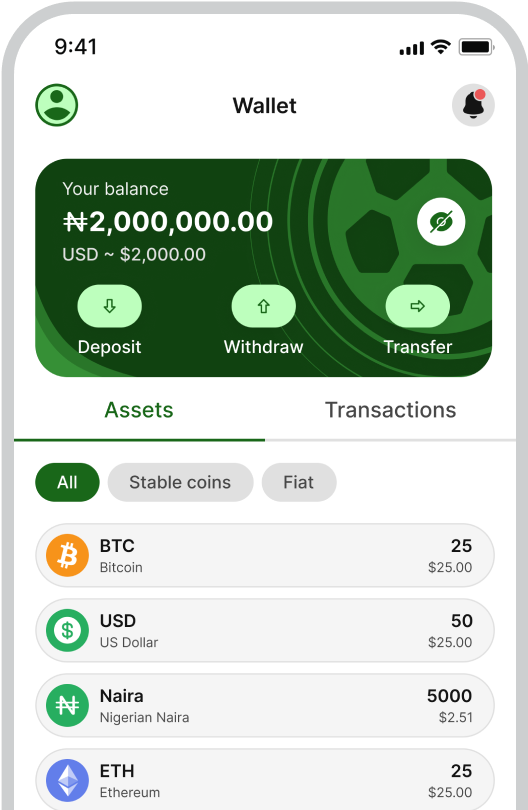 9:41
Wallet
Your balance
₦2,000,000.00
USD ~ $2,000.00
Deposit
Withdraw
Transfer
Assets
Transactions
All
Stable coins
Fiat
BTC
25
Bitcoin
$25.00
USD
50
US Dollar
$25.00
Naira
5000
Nigerian Naira
$2.51
ETH
25
Ethereum
$25.00